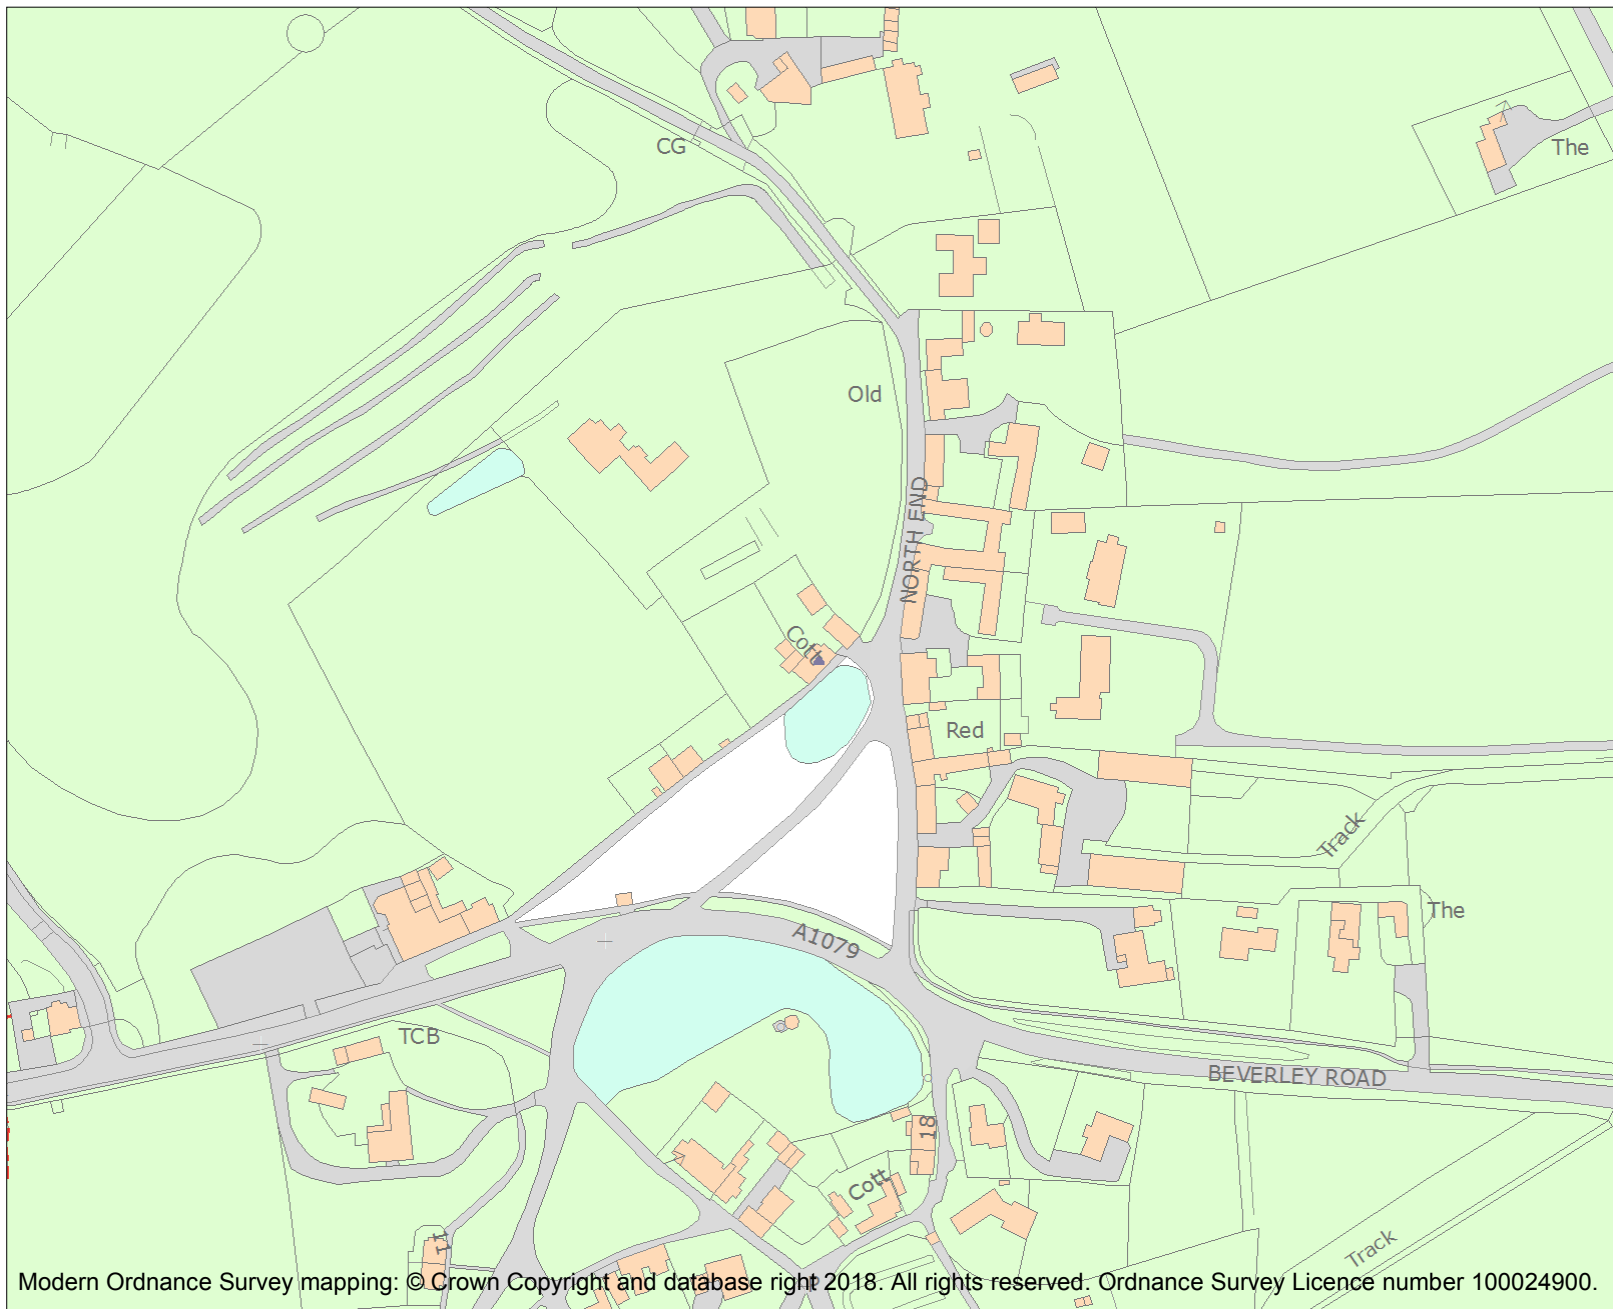 CG
The
Old
NORTH END
Cott
Red
Track
The
A1079
TCB
BEVERLEY ROAD
18
Cott
11
Track
Modern Ordnance Survey mapping: © Crown Copyright and database right 2018. All rights reserved. Ordnance Survey Licence number 100024900.